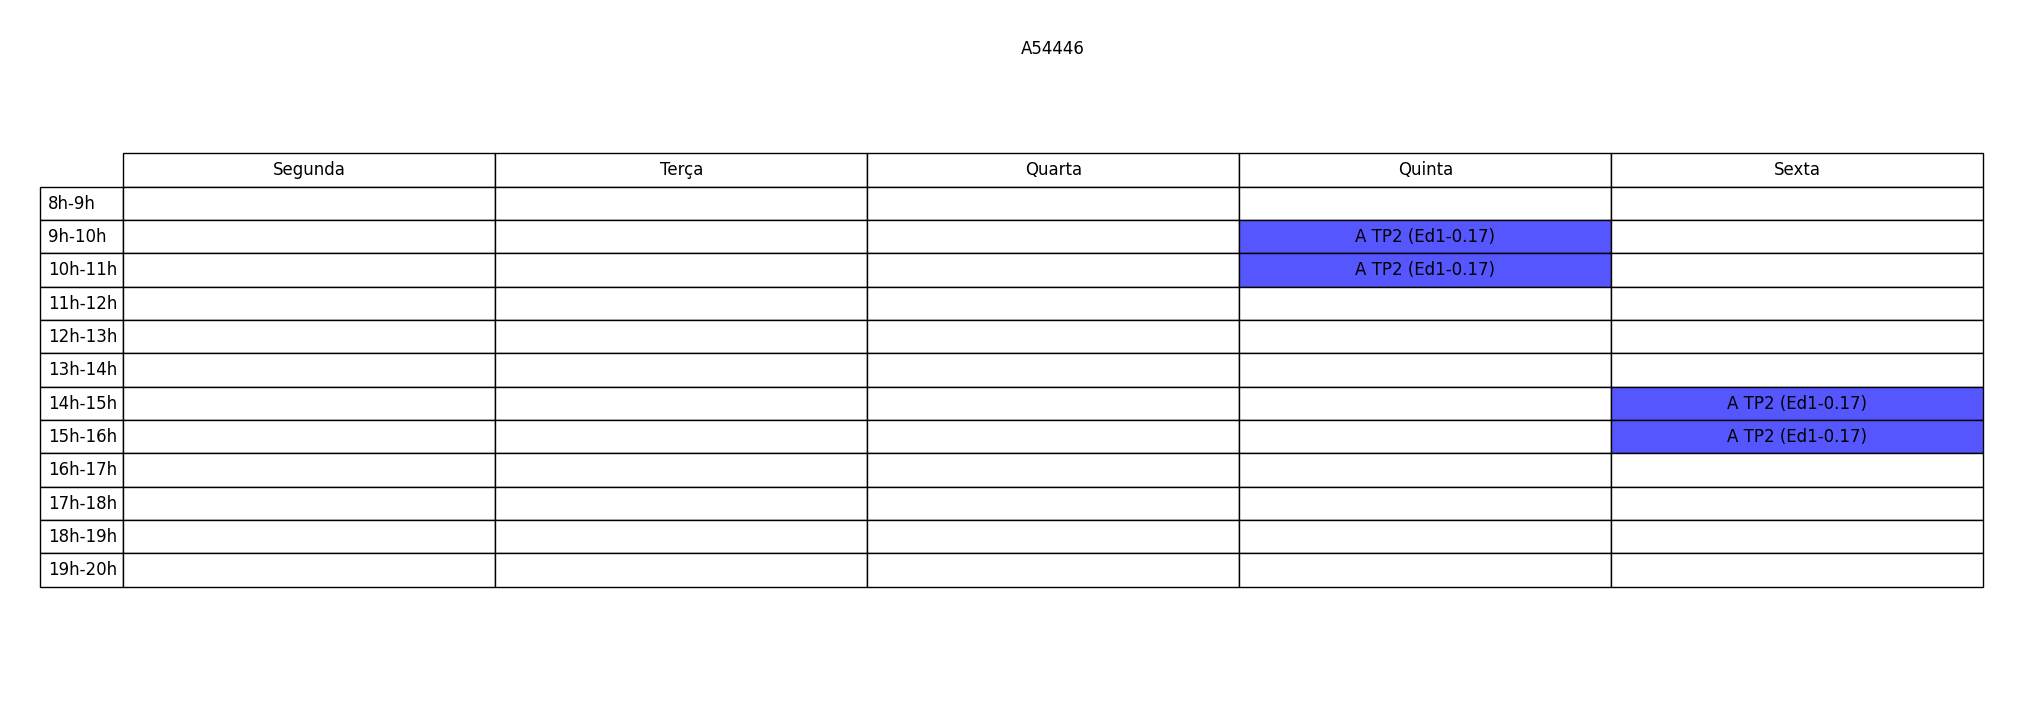 A54446
Segunda Terça Quarta Quinta Sexta
8h-9h
9h-10h A TP2 (Ed1-0.17)
10h-11h A TP2 (Ed1-0.17)
11h-12h
12h-13h
13h-14h
14h-15h A TP2 (Ed1-0.17)
15h-16h A TP2 (Ed1-0.17)
16h-17h
17h-18h
18h-19h
19h-20h